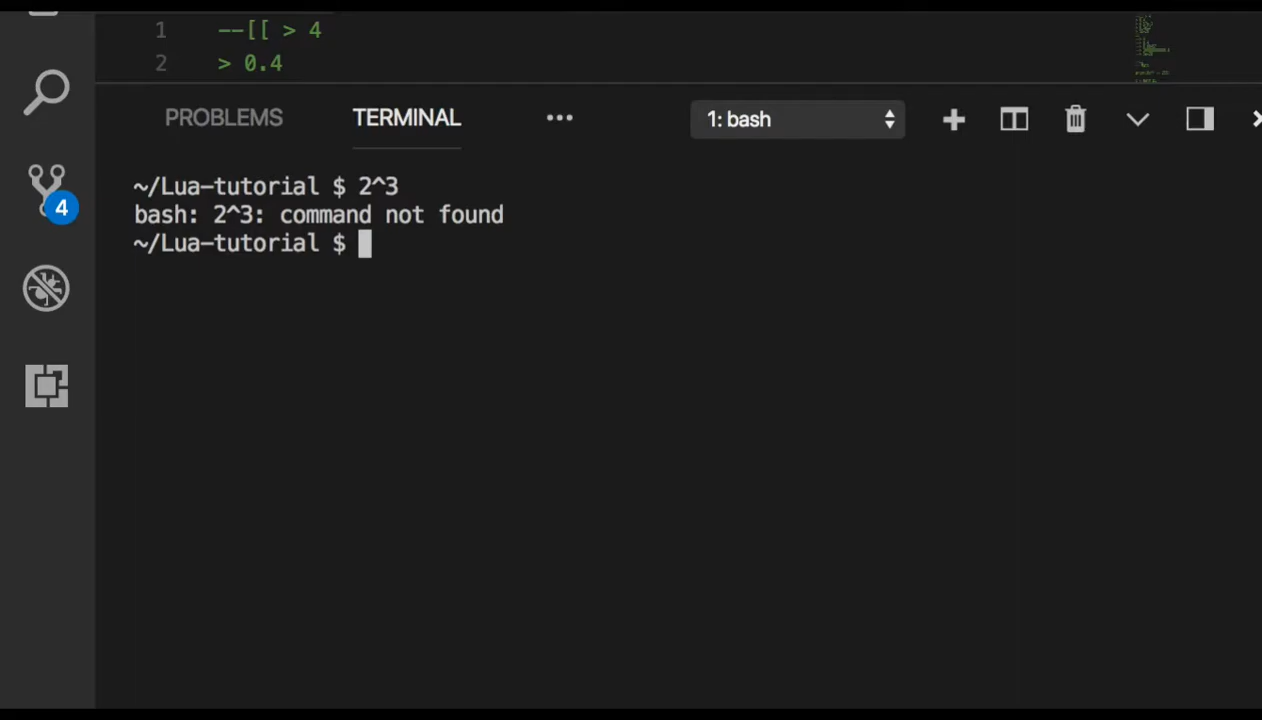 1 --[[ > 4
2 > 0.4
PROBLEMS TERMINAL ••• 1: bash
~/Lua-tutorial $ 2^3
bash: 2^3: command not found
~/Lua-tutorial $
4